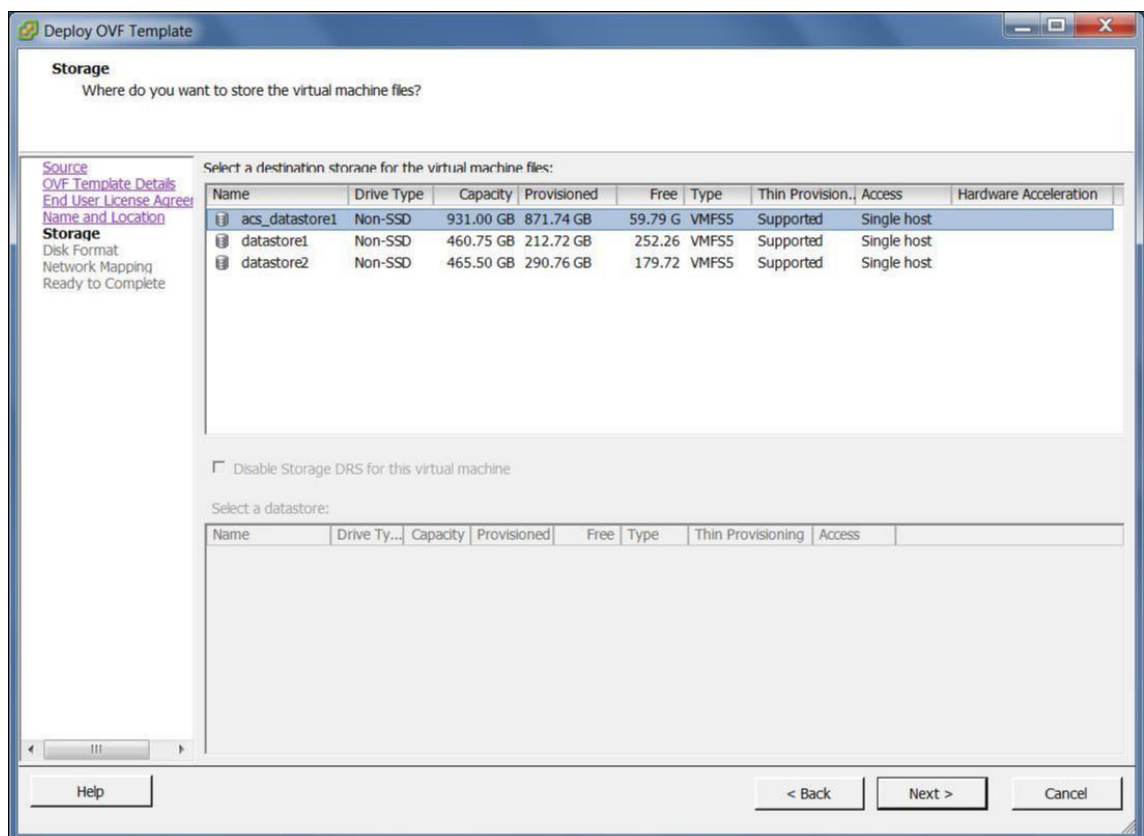 Deploy OVF Template
Storage
Where do you want to store the virtual machine files?
Source
OVF Template Details
End User License Agreer
Name and Location
Storage
Disk Format
Network Mapping
Ready to Complete
Select a destination storage for the virtual machine files:
Name Drive Type Capacity Provisioned Free Type Thin Provision.. Access Hardware Acceleration
acs_datastore1 Non-SSD 931.00 GB 871.74 GB 59.79 G VMFS5 Supported Single host
datastore1 Non-SSD 460.75 GB 212.72 GB 252.26 VMFS5 Supported Single host
datastore2 Non-SSD 465.50 GB 290.76 GB 179.72 VMFS5 Supported Single host
Disable Storage DRS for this virtual machine
Select a datastore:
Name Drive Ty... Capacity Provisioned Free Type Thin Provisioning Access
Help < Back Next > Cancel